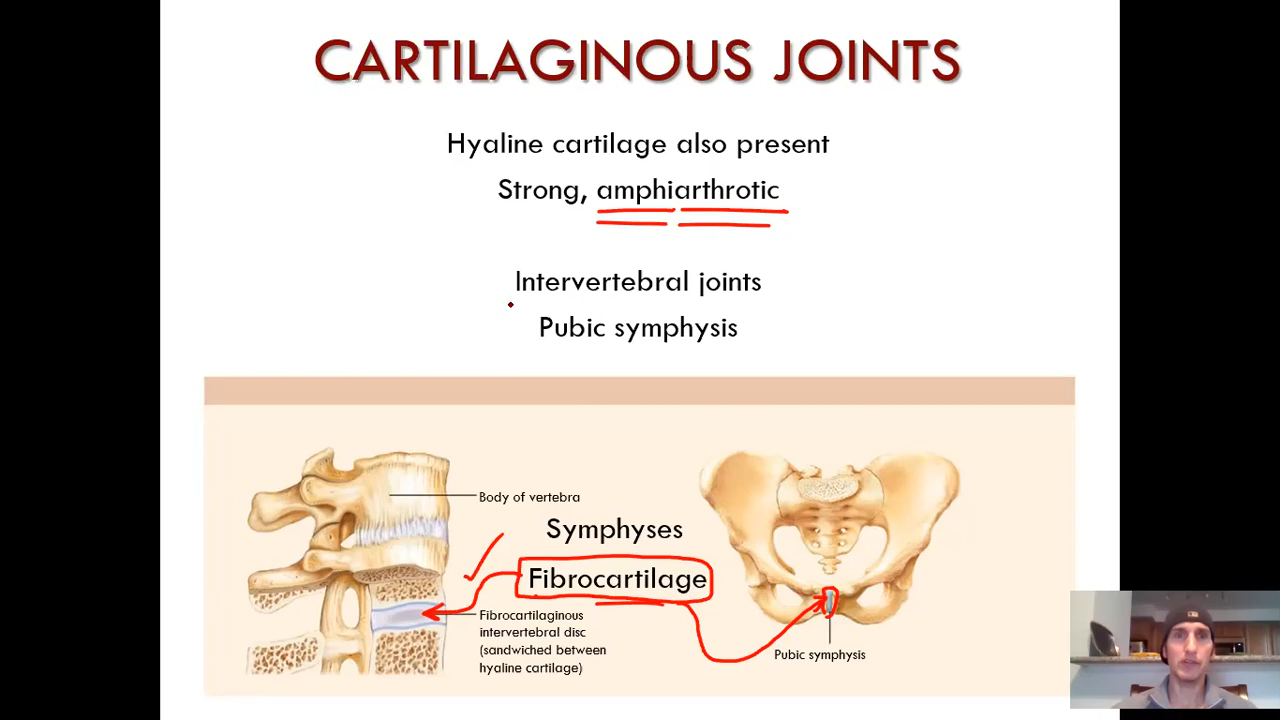 CARTILAGINOUS JOINTS
Hyaline cartilage also present
Strong, amphiarthrotic
Intervertebral joints
Pubic symphysis
Body of vertebra
Symphyses
Fibrocartilage
Fibrocartilaginous
intervertebral disc
(sandwiched between
hyaline cartilage)
Pubic symphysis